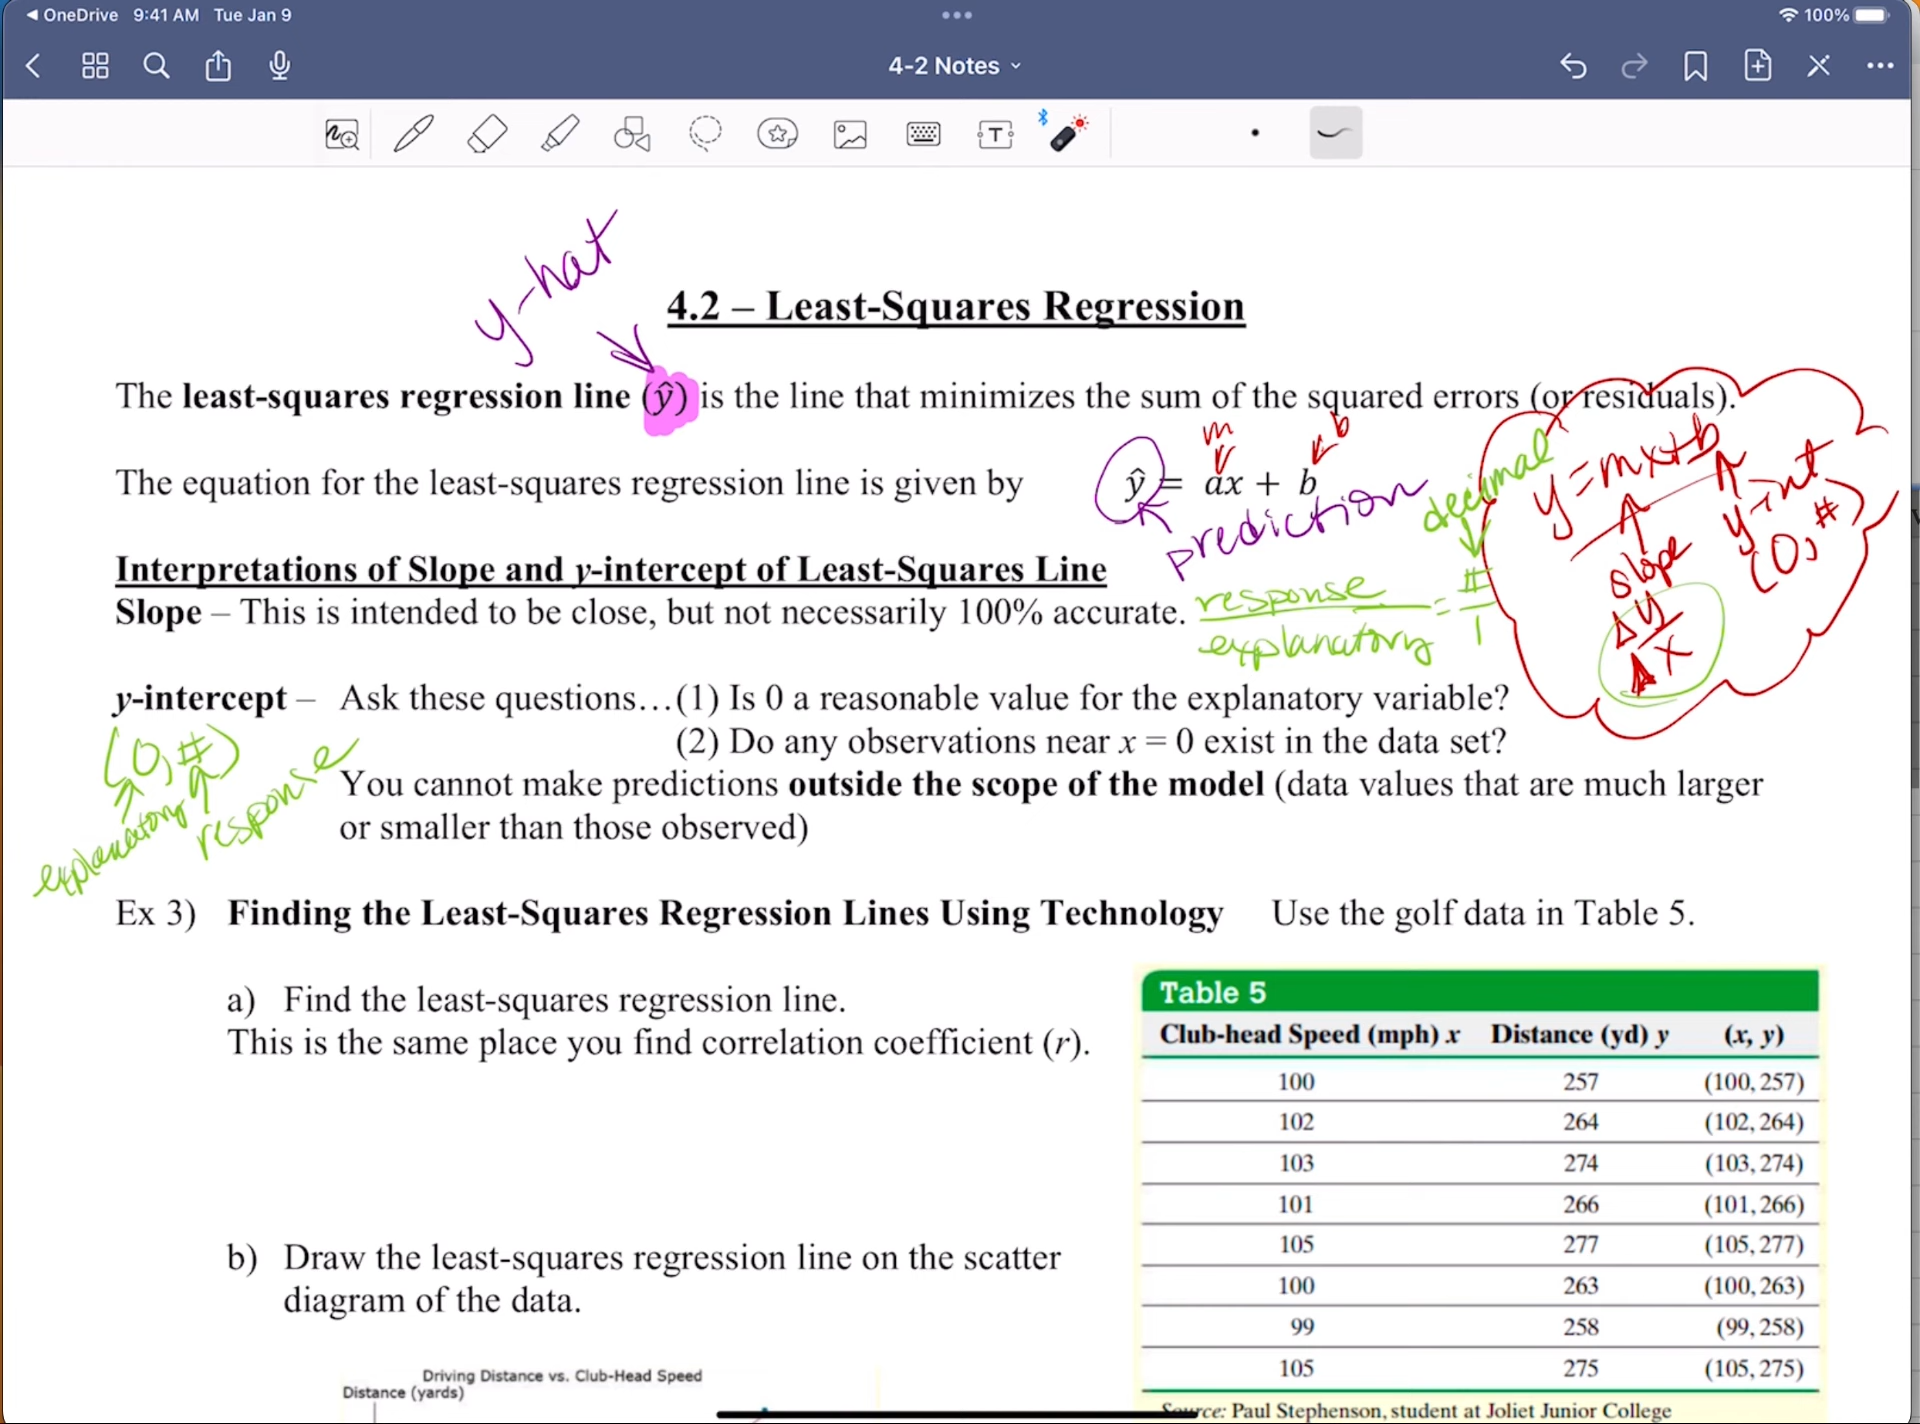 OneDrive 9:41 AM Tue Jan 9
100%
4-2 Notes
y-hat
4.2 – Least-Squares Regression
The least-squares regression line (ŷ) is the line that minimizes the sum of the squared errors (or residuals).
m b
The equation for the least-squares regression line is given by ŷ = ax + b
prediction
decimal
y = mx + b
slope
Δy
Δx
y-int
(0, #)
Interpretations of Slope and y-intercept of Least-Squares Line
Slope – This is intended to be close, but not necessarily 100% accurate.
response
explanatory
= #
1
y-intercept – Ask these questions…(1) Is 0 a reasonable value for the explanatory variable?
(2) Do any observations near x = 0 exist in the data set?
(0, #)
explanatory
response
You cannot make predictions outside the scope of the model (data values that are much larger
or smaller than those observed)
Ex 3) Finding the Least-Squares Regression Lines Using Technology Use the golf data in Table 5.
a) Find the least-squares regression line.
This is the same place you find correlation coefficient (r).
b) Draw the least-squares regression line on the scatter
diagram of the data.
Driving Distance vs. Club-Head Speed
Distance (yards)
Table 5
Club-head Speed (mph) x Distance (yd) y (x, y)
100 257 (100, 257)
102 264 (102, 264)
103 274 (103, 274)
101 266 (101, 266)
105 277 (105, 277)
100 263 (100, 263)
99 258 (99, 258)
105 275 (105, 275)
Source: Paul Stephenson, student at Joliet Junior College